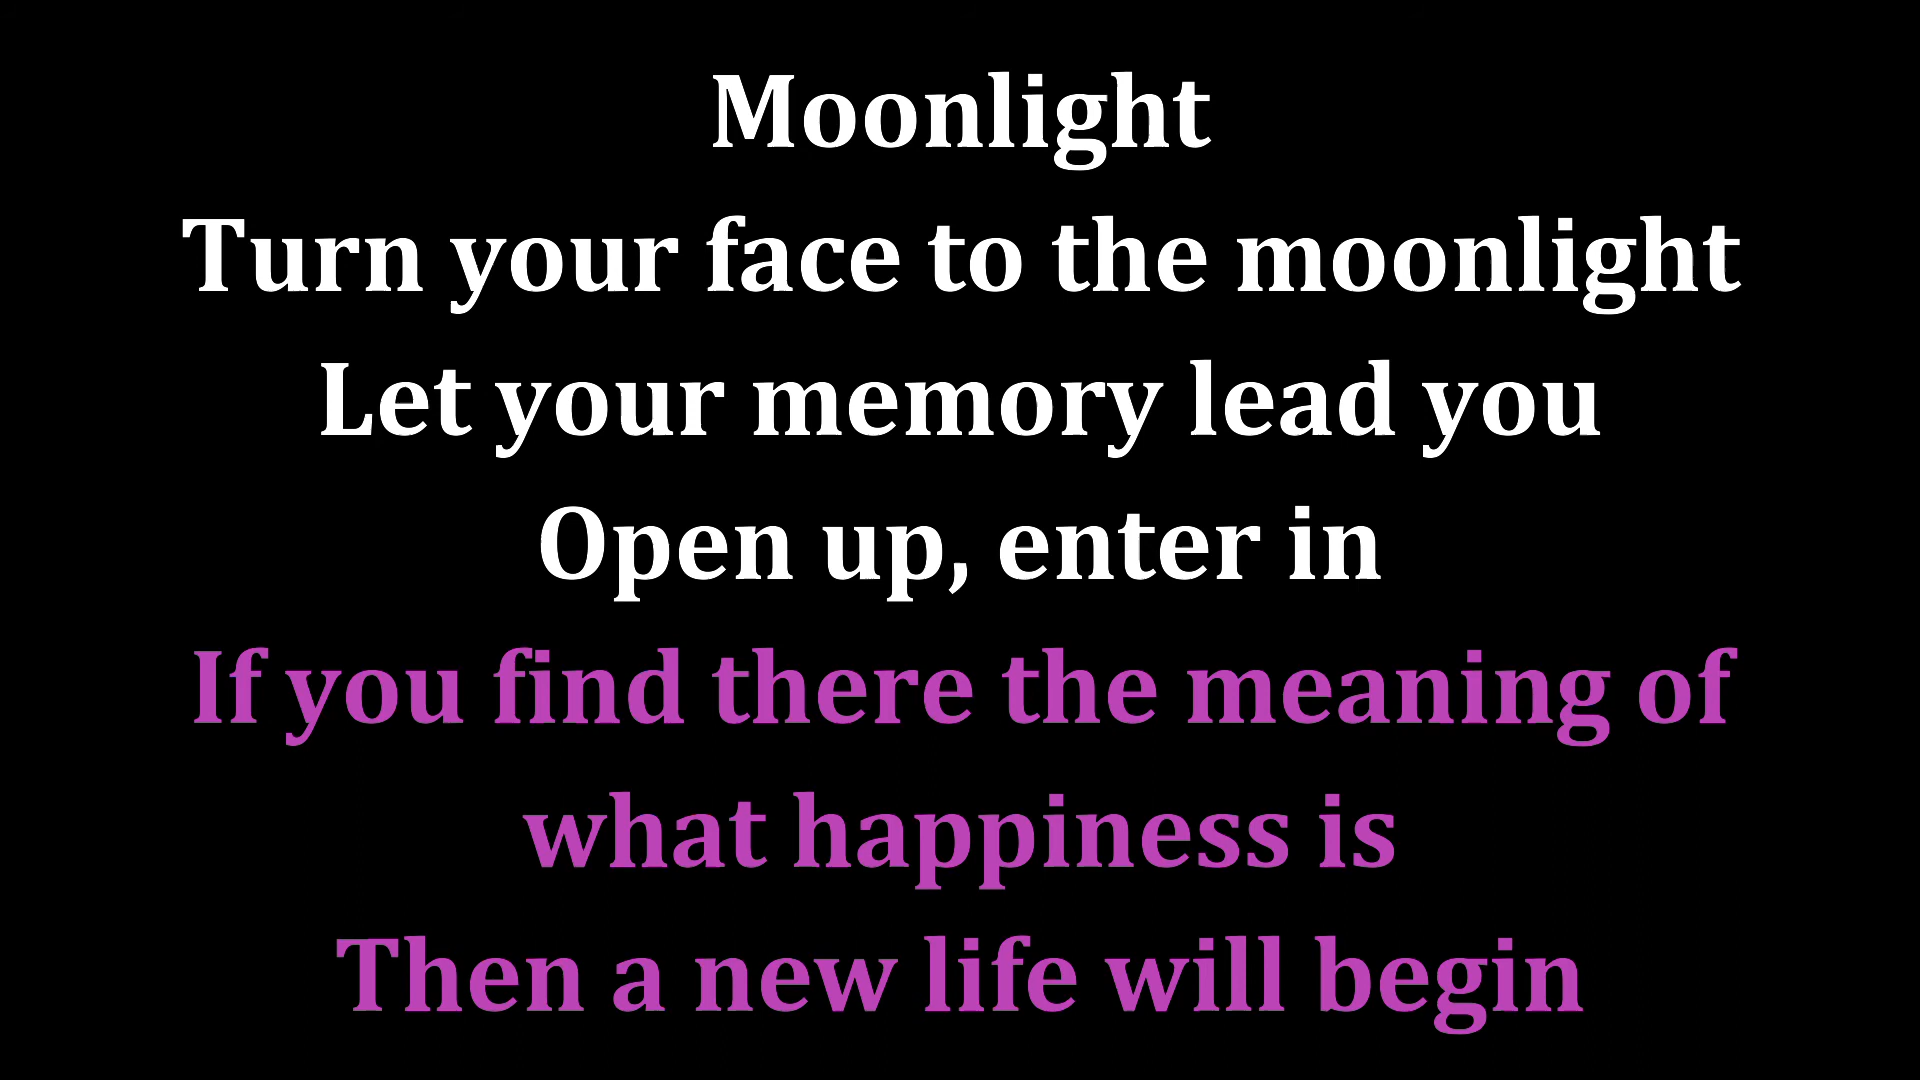 Moonlight
Turn your face to the moonlight
Let your memory lead you
Open up, enter in
If you find there the meaning of
what happiness is
Then a new life will begin